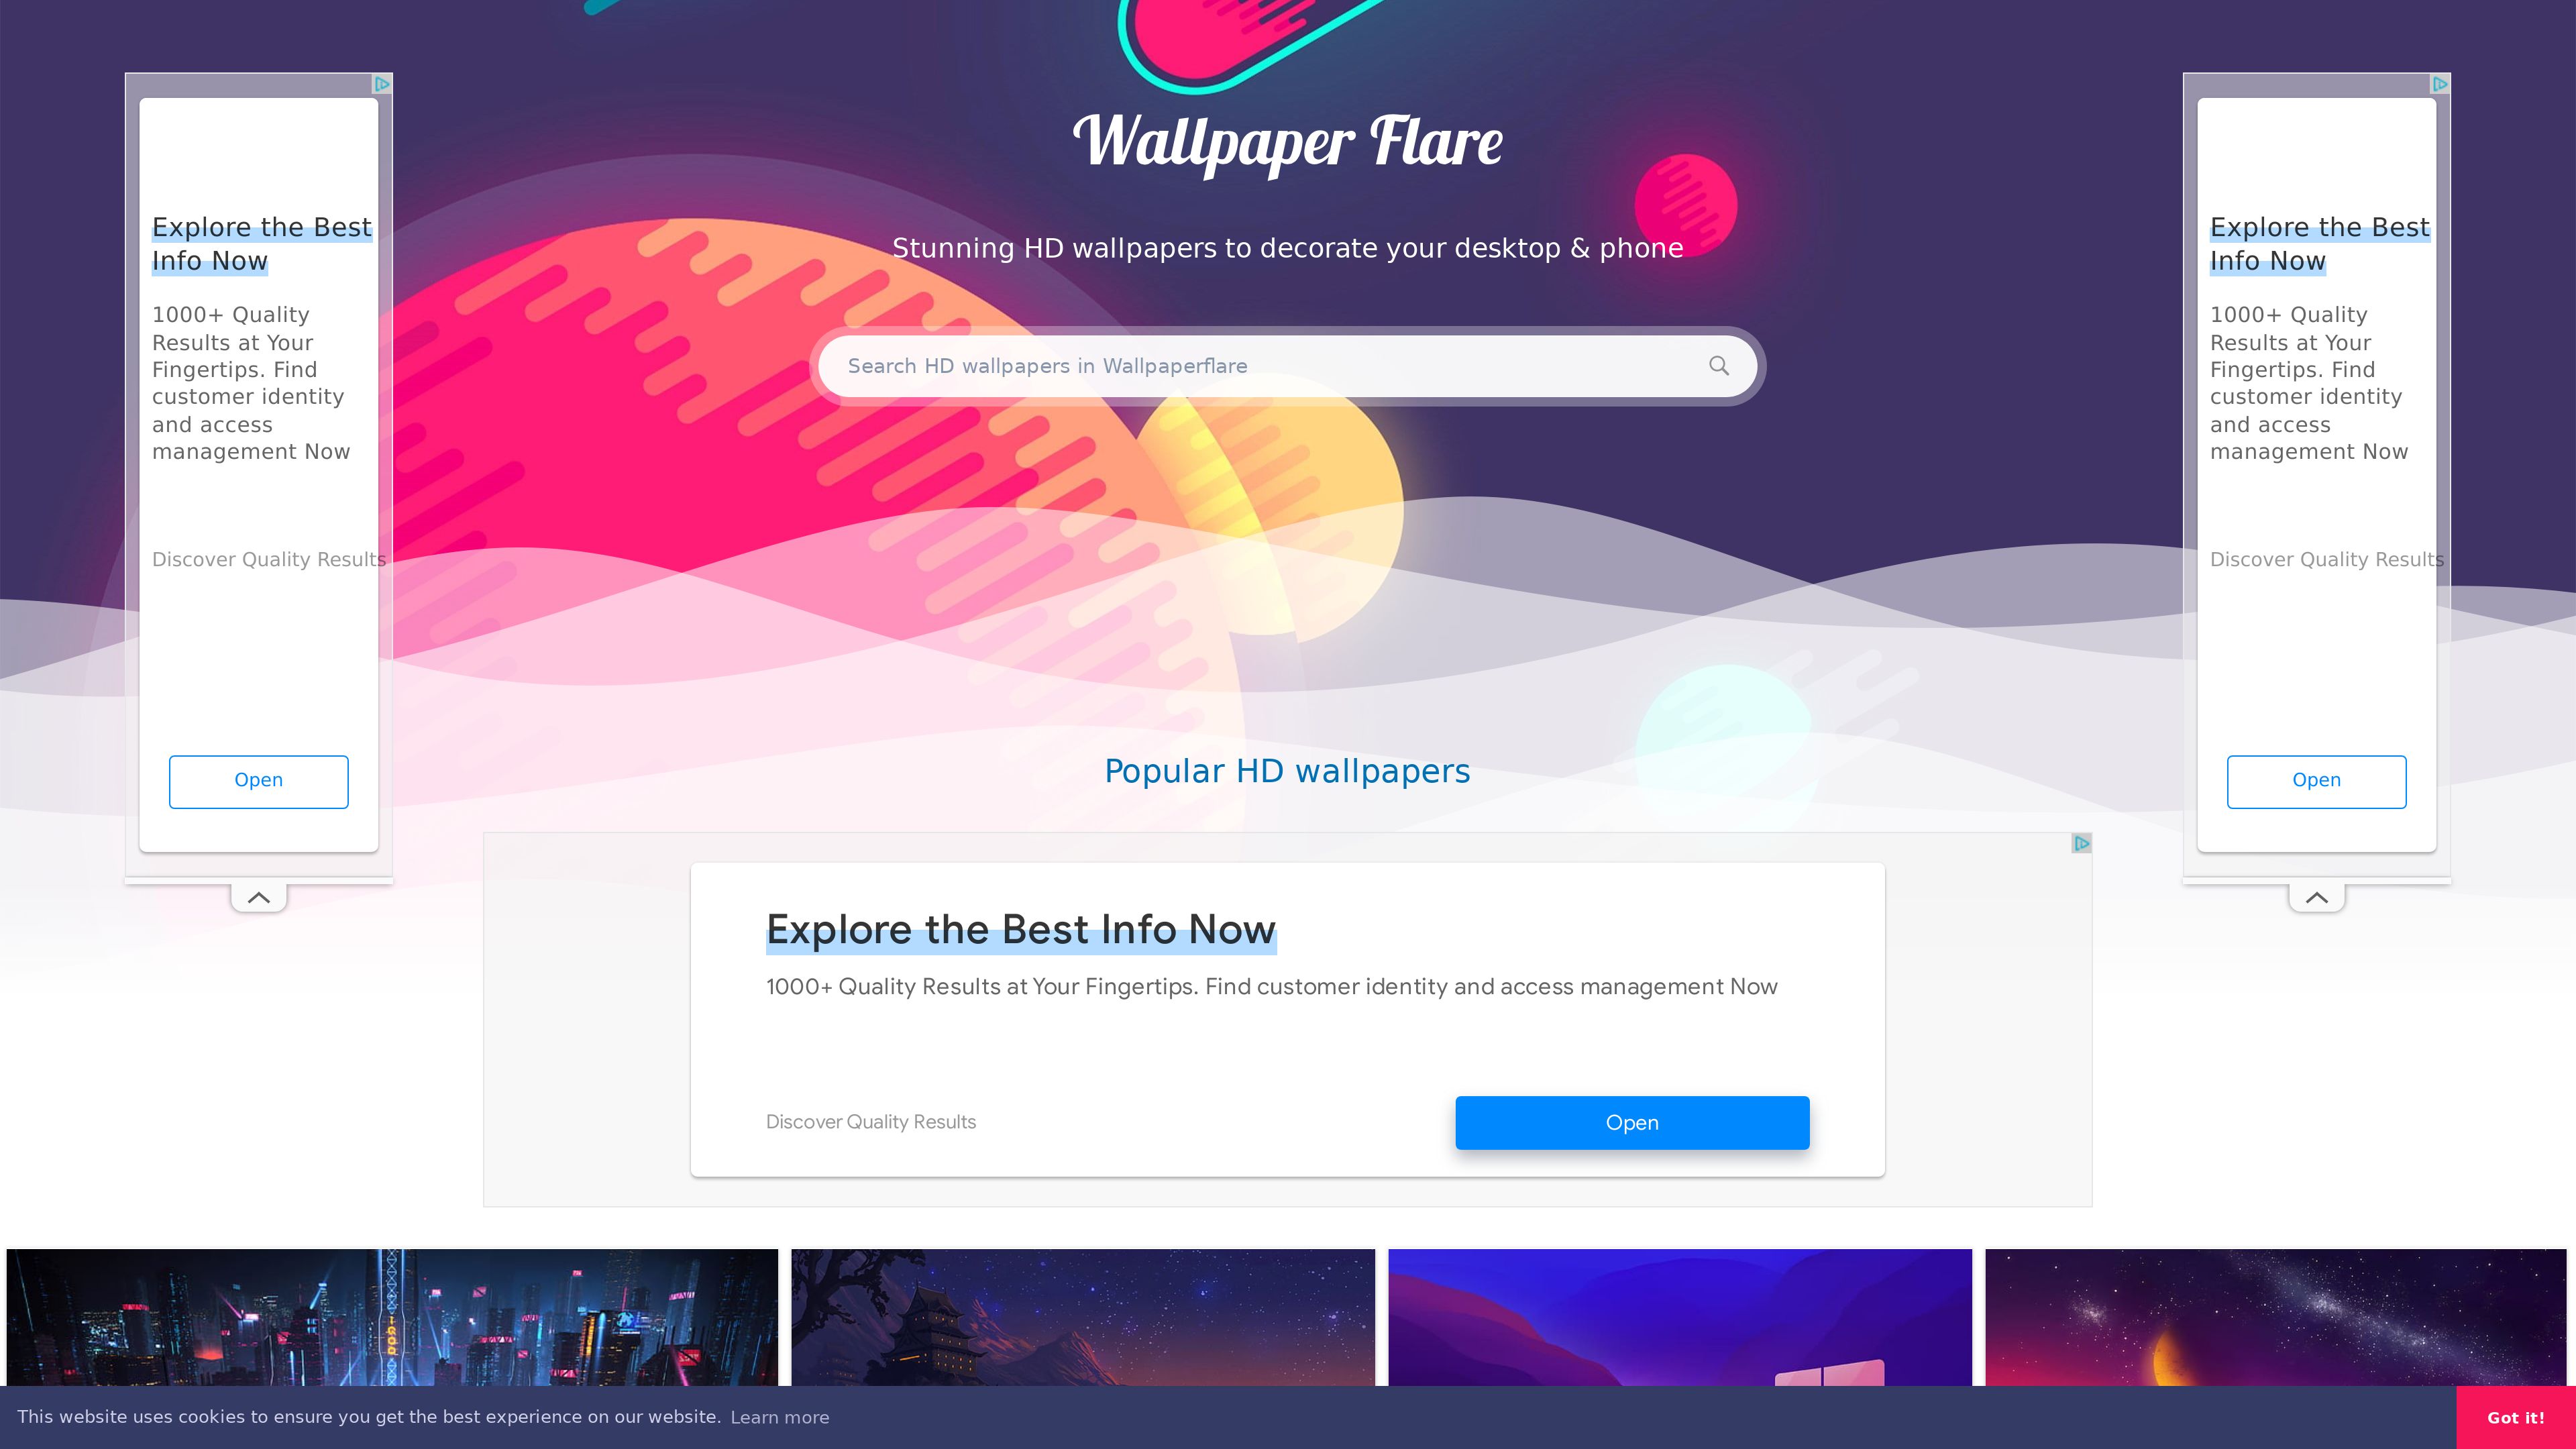 Wallpaper Flare
Stunning HD wallpapers to decorate your desktop & phone
Search HD wallpapers in Wallpaperflare
Explore the Best
Info Now
1000+ Quality
Results at Your
Fingertips. Find
customer identity
and access
management Now
Discover Quality Results
Open
Explore the Best
Info Now
1000+ Quality
Results at Your
Fingertips. Find
customer identity
and access
management Now
Discover Quality Results
Open
Popular HD wallpapers
Explore the Best Info Now
1000+ Quality Results at Your Fingertips. Find customer identity and access management Now
Discover Quality Results
Open
This website uses cookies to ensure you get the best experience on our website. Learn more
Got it!